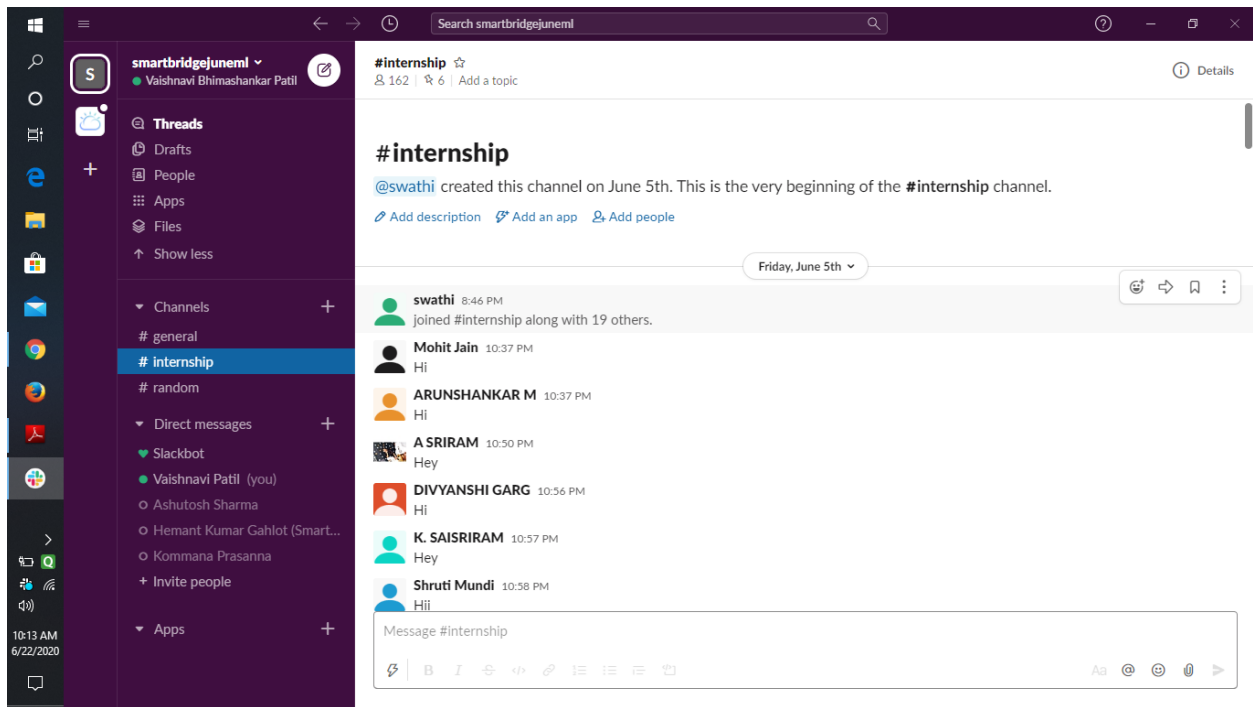 Search smartbridgejuneml
S
smartbridgejuneml
Vaishnavi Bhimashankar Patil
Threads
Drafts
People
Apps
Files
Show less
Channels
# general
# internship
# random
Direct messages
Slackbot
Vaishnavi Patil (you)
Ashutosh Sharma
Hemant Kumar Gahlot (Smart...
Kommana Prasanna
+ Invite people
Apps
#internship
162 | 6 | Add a topic
Details
#internship
@swathi created this channel on June 5th. This is the very beginning of the #internship channel.
Add description Add an app Add people
Friday, June 5th
swathi 8:46 PM
joined #internship along with 19 others.
Mohit Jain 10:37 PM
Hi
ARUNSHANKAR M 10:37 PM
Hi
A SRIRAM 10:50 PM
Hey
DIVYANSHI GARG 10:56 PM
Hi
K. SAISRIRAM 10:57 PM
Hey
Shruti Mundi 10:58 PM
Hii
Message #internship
B I S </>
Aa @
Q
10:13 AM
6/22/2020